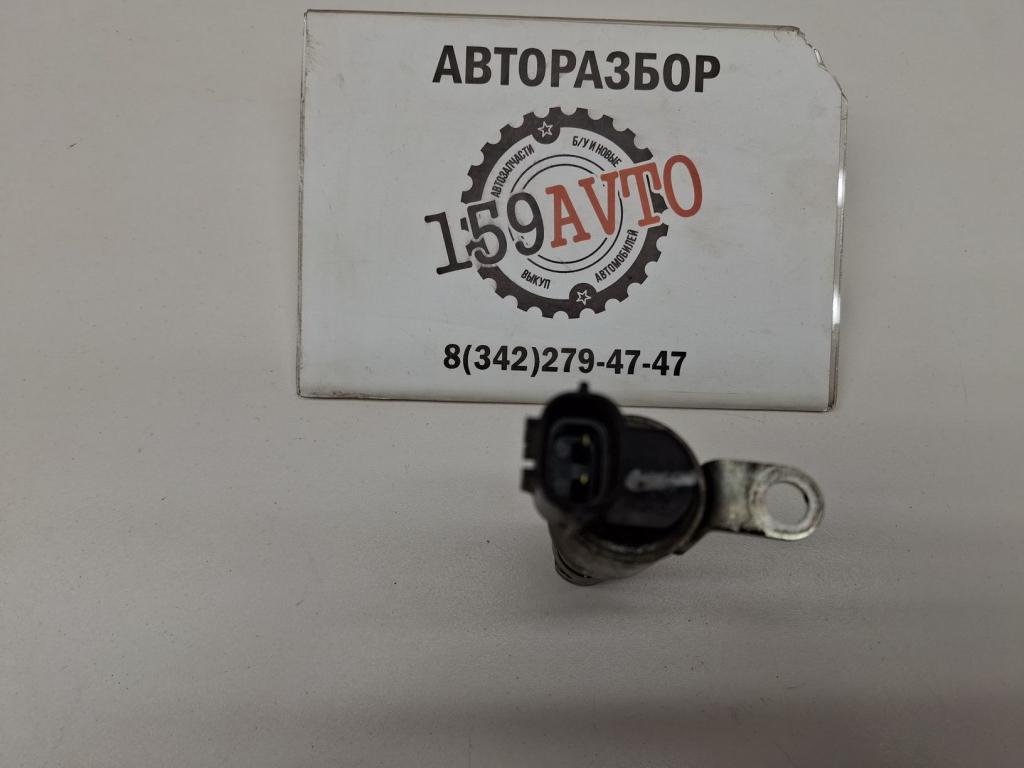 АВТОРАЗБОР
АВТОЗАПЧАСТИ
Б/У И НОВЫЕ
159AVTO
ВЫКУП
АВТОМОБИЛЕЙ
8(342)279-47-47